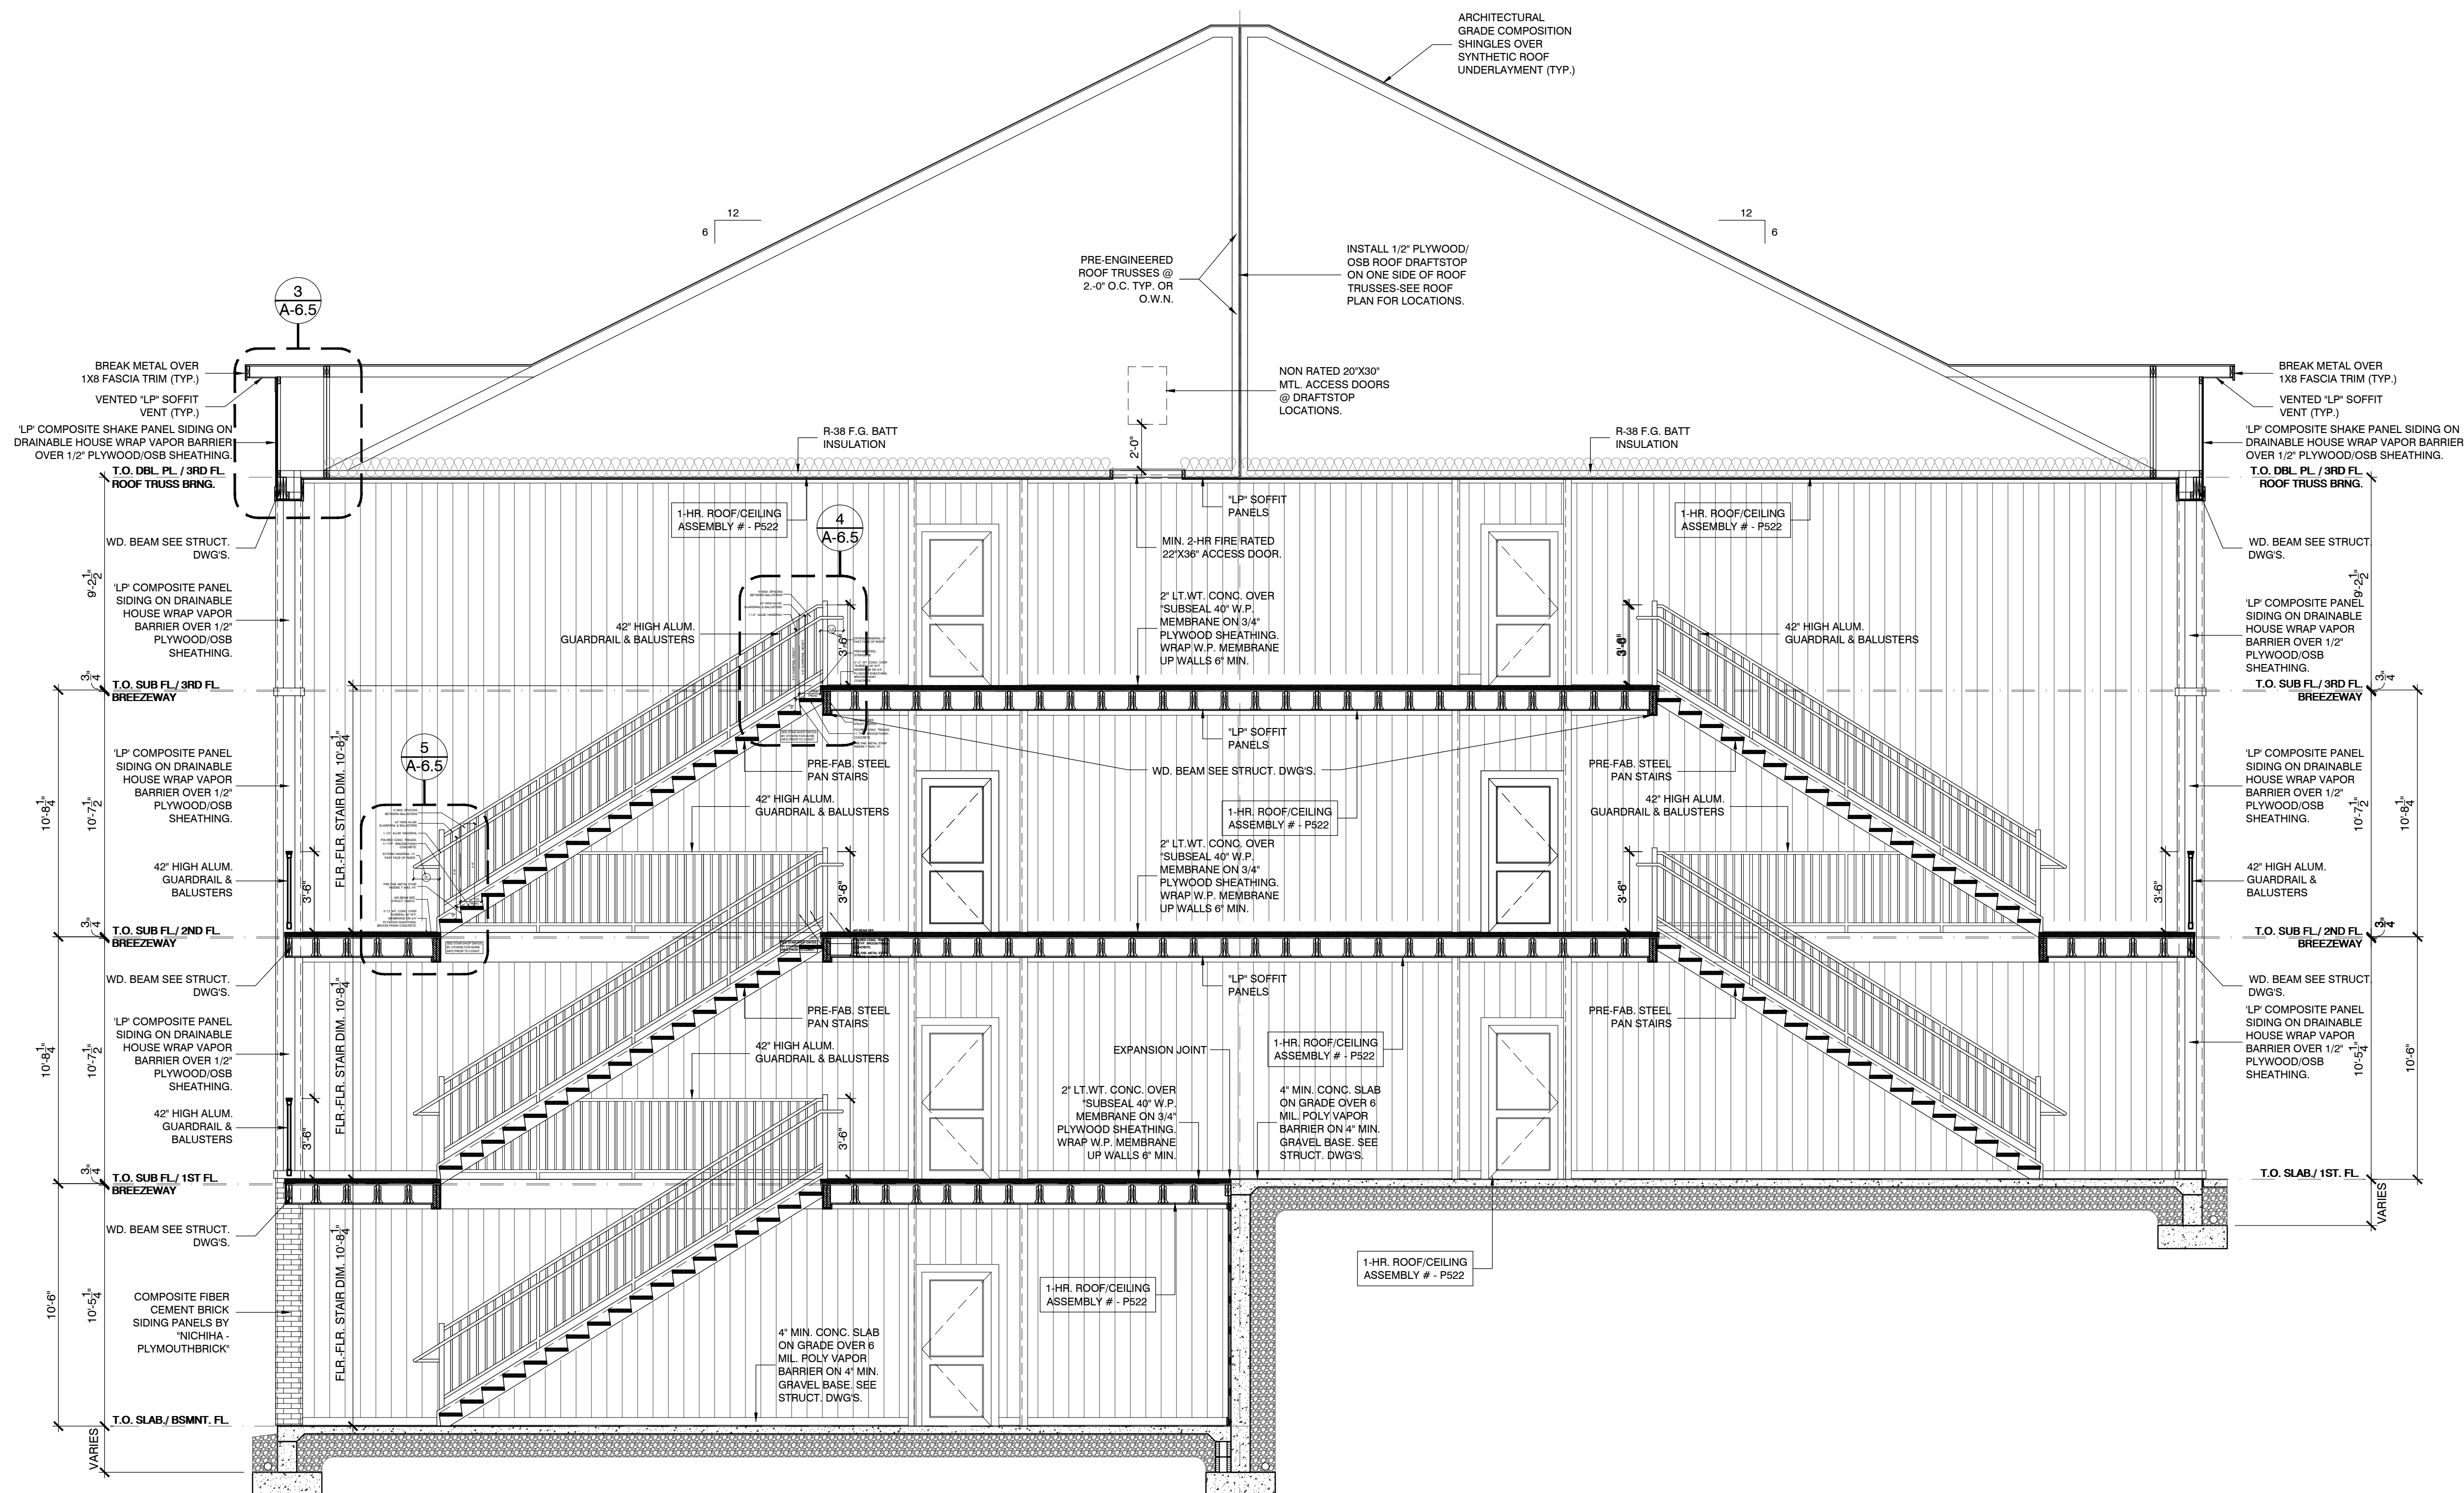 ARCHITECTURAL
GRADE COMPOSITION
SHINGLES OVER
SYNTHETIC ROOF
UNDERLAYMENT (TYP.)
12
6
12
6
PRE-ENGINEERED
ROOF TRUSSES @
2.-0" O.C. TYP. OR
O.W.N.
INSTALL 1/2" PLYWOOD/
OSB ROOF DRAFTSTOP
ON ONE SIDE OF ROOF
TRUSSES-SEE ROOF
PLAN FOR LOCATIONS.
3
A-6.5
BREAK METAL OVER
1X8 FASCIA TRIM (TYP.)
VENTED "LP" SOFFIT
VENT (TYP.)
'LP' COMPOSITE SHAKE PANEL SIDING ON
DRAINABLE HOUSE WRAP VAPOR BARRIER
OVER 1/2" PLYWOOD/OSB SHEATHING.
T.O. DBL. PL. / 3RD FL.
ROOF TRUSS BRNG.
NON RATED 20"X30"
MTL. ACCESS DOORS
@ DRAFTSTOP
LOCATIONS.
2'-0"
R-38 F.G. BATT
INSULATION
R-38 F.G. BATT
INSULATION
BREAK METAL OVER
1X8 FASCIA TRIM (TYP.)
VENTED "LP" SOFFIT
VENT (TYP.)
'LP' COMPOSITE SHAKE PANEL SIDING ON
DRAINABLE HOUSE WRAP VAPOR BARRIER
OVER 1/2" PLYWOOD/OSB SHEATHING.
T.O. DBL. PL. / 3RD FL.
ROOF TRUSS BRNG.
WD. BEAM SEE STRUCT.
DWG'S.
9'-2 1/2"
'LP' COMPOSITE PANEL
SIDING ON DRAINABLE
HOUSE WRAP VAPOR
BARRIER OVER 1/2"
PLYWOOD/OSB
SHEATHING.
1-HR. ROOF/CEILING
ASSEMBLY # - P522
4
A-6.5
"LP" SOFFIT
PANELS
MIN. 2-HR FIRE RATED
22"X36" ACCESS DOOR.
1-HR. ROOF/CEILING
ASSEMBLY # - P522
WD. BEAM SEE STRUCT.
DWG'S.
9'-2 1/2"
'LP' COMPOSITE PANEL
SIDING ON DRAINABLE
HOUSE WRAP VAPOR
BARRIER OVER 1/2"
PLYWOOD/OSB
SHEATHING.
42" HIGH ALUM.
GUARDRAIL & BALUSTERS
3'-6"
2" LT.WT. CONC. OVER
"SUBSEAL 40" W.P.
MEMBRANE ON 3/4"
PLYWOOD SHEATHING.
WRAP W.P. MEMBRANE
UP WALLS 6" MIN.
3'-6"
42" HIGH ALUM.
GUARDRAIL & BALUSTERS
3/4"
T.O. SUB FL./ 3RD FL.
BREEZEWAY
T.O. SUB FL./ 3RD FL.
BREEZEWAY
3/4"
10'-8 1/4"
10'-7 1/2"
'LP' COMPOSITE PANEL
SIDING ON DRAINABLE
HOUSE WRAP VAPOR
BARRIER OVER 1/2"
PLYWOOD/OSB
SHEATHING.
FLR.-FLR. STAIR DIM. 10'-8 1/4"
5
A-6.5
PRE-FAB. STEEL
PAN STAIRS
42" HIGH ALUM.
GUARDRAIL & BALUSTERS
"LP" SOFFIT
PANELS
WD. BEAM SEE STRUCT. DWG'S.
1-HR. ROOF/CEILING
ASSEMBLY # - P522
2" LT.WT. CONC. OVER
"SUBSEAL 40" W.P.
MEMBRANE ON 3/4"
PLYWOOD SHEATHING.
WRAP W.P. MEMBRANE
UP WALLS 6" MIN.
PRE-FAB. STEEL
PAN STAIRS
42" HIGH ALUM.
GUARDRAIL & BALUSTERS
'LP' COMPOSITE PANEL
SIDING ON DRAINABLE
HOUSE WRAP VAPOR
BARRIER OVER 1/2"
PLYWOOD/OSB
SHEATHING.
10'-7 1/2"
10'-8 1/4"
42" HIGH ALUM.
GUARDRAIL &
BALUSTERS
3'-6"
3'-6"
3'-6"
3'-6"
42" HIGH ALUM.
GUARDRAIL &
BALUSTERS
3/4"
T.O. SUB FL./ 2ND FL.
BREEZEWAY
T.O. SUB FL./ 2ND FL.
BREEZEWAY
3/4"
WD. BEAM SEE STRUCT.
DWG'S.
10'-8 1/4"
10'-7 1/2"
'LP' COMPOSITE PANEL
SIDING ON DRAINABLE
HOUSE WRAP VAPOR
BARRIER OVER 1/2"
PLYWOOD/OSB
SHEATHING.
FLR.-FLR. STAIR DIM. 10'-8 1/4"
PRE-FAB. STEEL
PAN STAIRS
42" HIGH ALUM.
GUARDRAIL & BALUSTERS
"LP" SOFFIT
PANELS
EXPANSION JOINT
1-HR. ROOF/CEILING
ASSEMBLY # - P522
2" LT.WT. CONC. OVER
"SUBSEAL 40" W.P.
MEMBRANE ON 3/4"
PLYWOOD SHEATHING.
WRAP W.P. MEMBRANE
UP WALLS 6" MIN.
4" MIN. CONC. SLAB
ON GRADE OVER 6
MIL. POLY VAPOR
BARRIER ON 4" MIN.
GRAVEL BASE. SEE
STRUCT. DWG'S.
PRE-FAB. STEEL
PAN STAIRS
WD. BEAM SEE STRUCT.
DWG'S.
'LP' COMPOSITE PANEL
SIDING ON DRAINABLE
HOUSE WRAP VAPOR
BARRIER OVER 1/2"
PLYWOOD/OSB
SHEATHING.
10'-5 1/4"
10'-6"
42" HIGH ALUM.
GUARDRAIL &
BALUSTERS
3'-6"
3'-6"
3/4"
T.O. SUB FL./ 1ST FL.
BREEZEWAY
T.O. SLAB./ 1ST. FL.
VARIES
WD. BEAM SEE STRUCT.
DWG'S.
10'-6"
10'-5 1/4"
COMPOSITE FIBER
CEMENT BRICK
SIDING PANELS BY
"NICHIHA -
PLYMOUTHBRICK"
FLR.-FLR. STAIR DIM. 10'-8 1/4"
1-HR. ROOF/CEILING
ASSEMBLY # - P522
1-HR. ROOF/CEILING
ASSEMBLY # - P522
4" MIN. CONC. SLAB
ON GRADE OVER 6
MIL. POLY VAPOR
BARRIER ON 4" MIN.
GRAVEL BASE. SEE
STRUCT. DWG'S.
T.O. SLAB./ BSMNT. FL.
VARIES